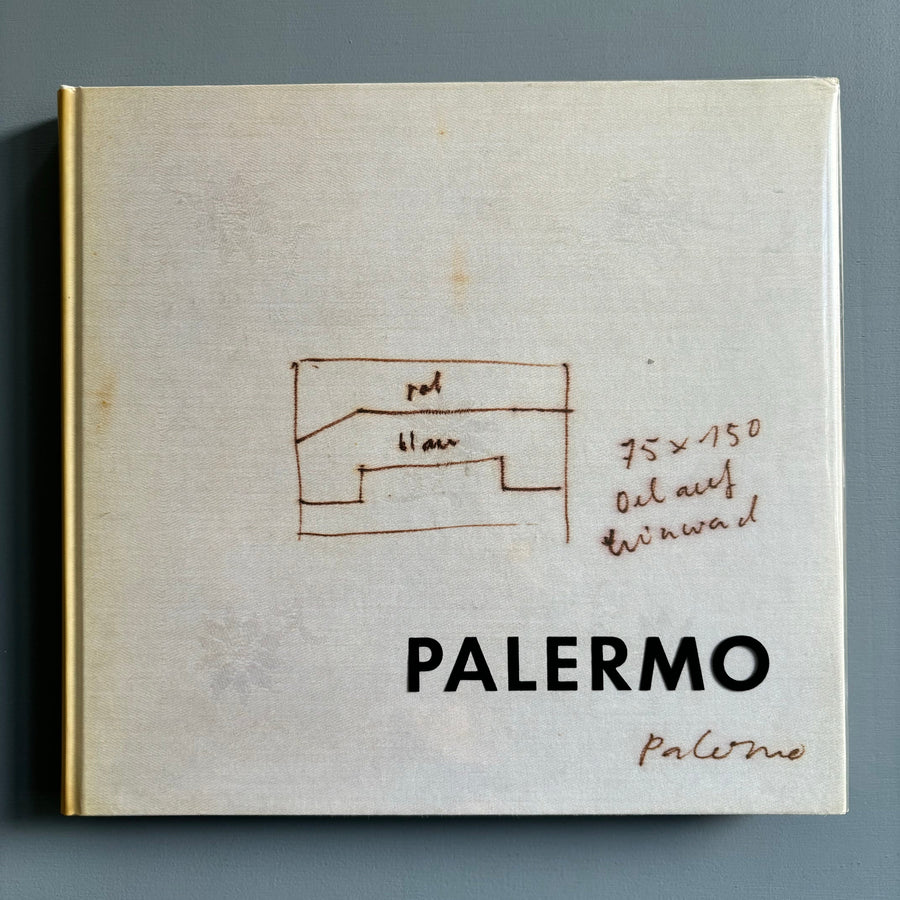 rot
blau
75 x 150
Oel auf
Leinwand
PALERMO
Palermo